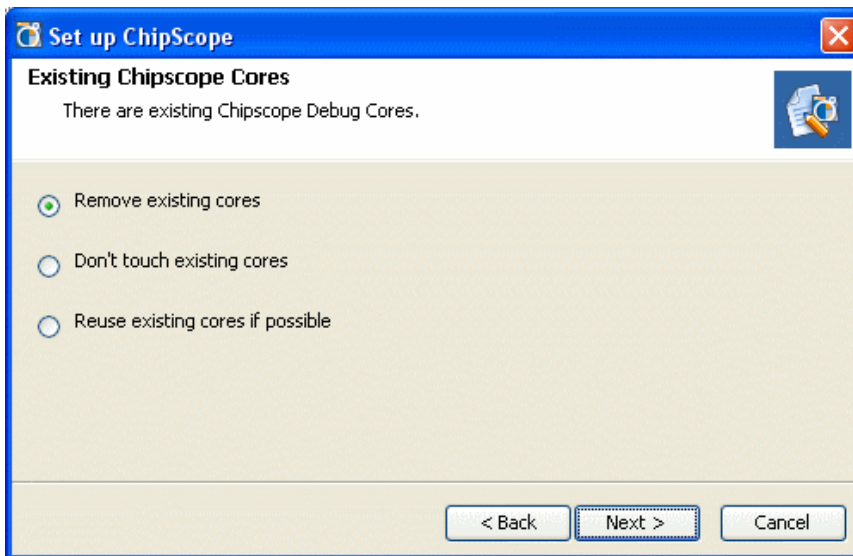 Set up ChipScope
Existing Chipscope Cores
There are existing Chipscope Debug Cores.
Remove existing cores
Don't touch existing cores
Reuse existing cores if possible
< Back
Next >
Cancel